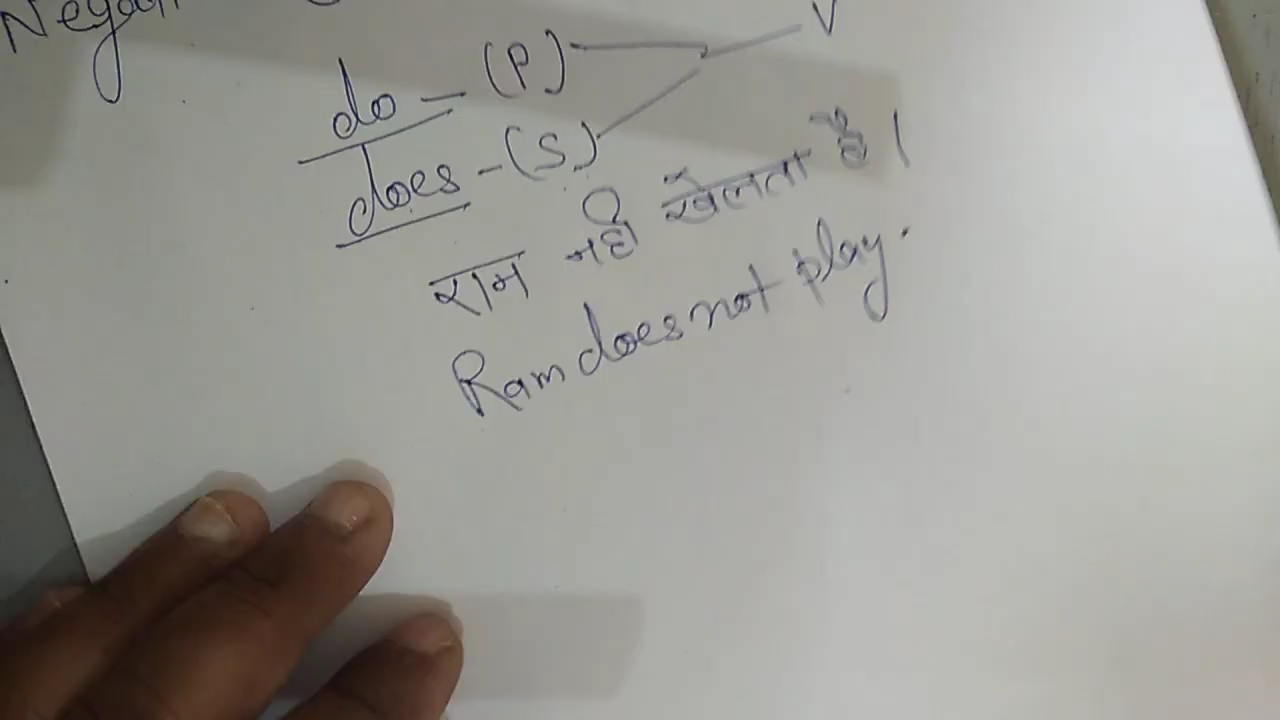 do - (P)
V
does - (S)
राम नही खेलता है।
Ram does not play.